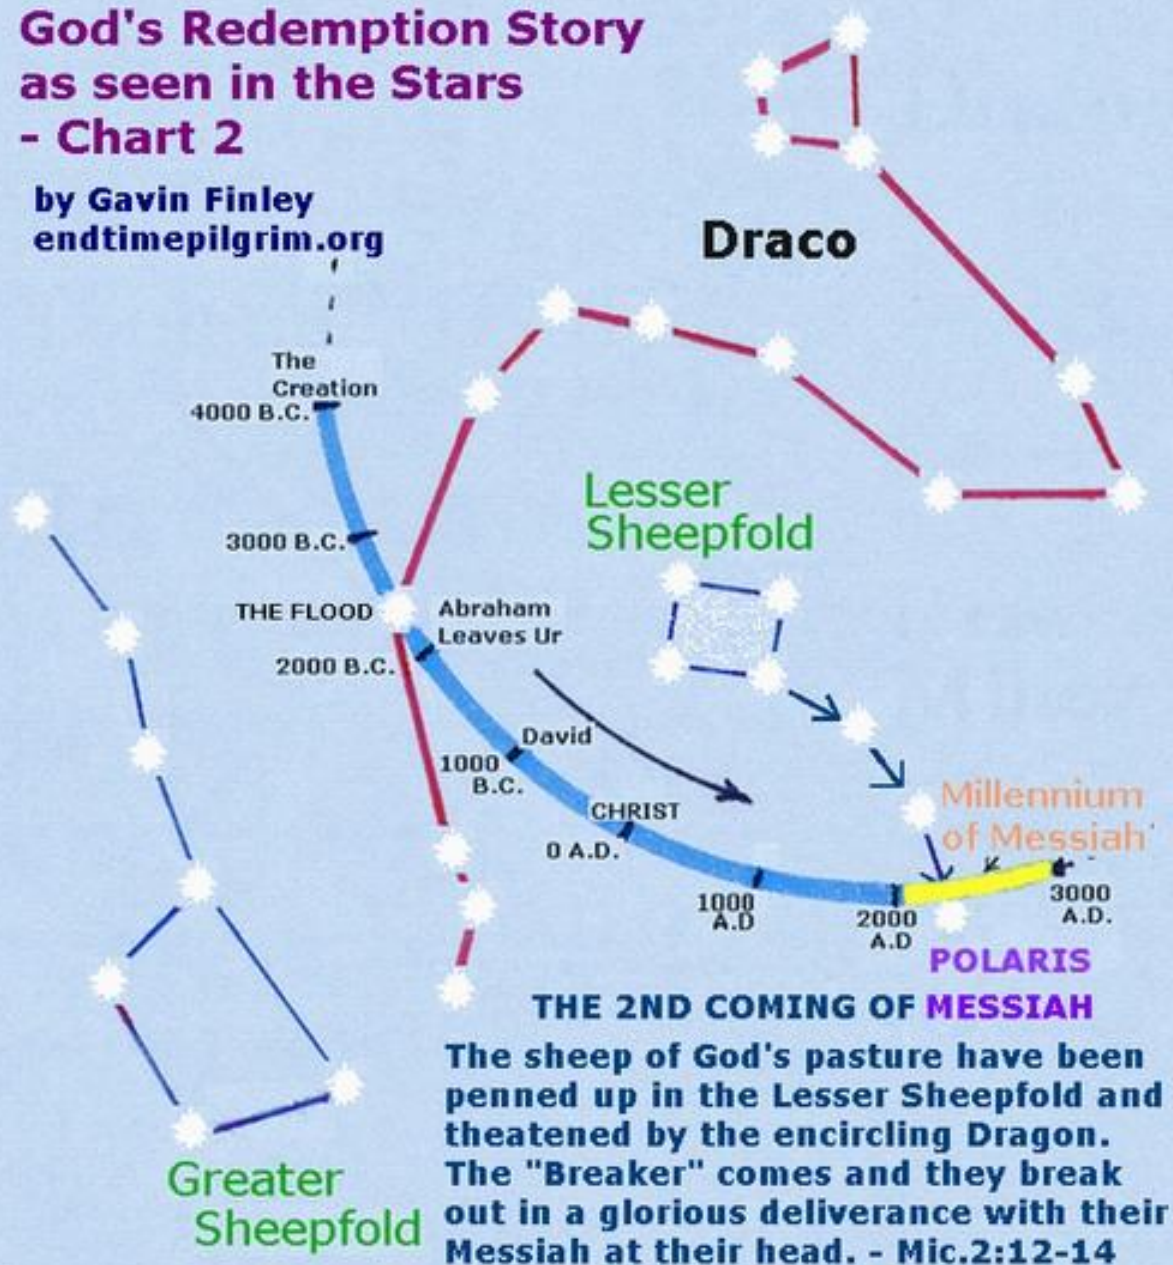 God's Redemption Story
as seen in the Stars
- Chart 2
by Gavin Finley
endtimepilgrim.org
Draco
The
Creation
4000 B.C.
3000 B.C.
Lesser
Sheepfold
THE FLOOD
Abraham
Leaves Ur
2000 B.C.
David
1000
B.C.
CHRIST
0 A.D.
Millennium
of Messiah
1000
A.D
2000
A.D
3000
A.D.
POLARIS
THE 2ND COMING OF MESSIAH
The sheep of God's pasture have been
penned up in the Lesser Sheepfold and
theatened by the encircling Dragon.
The "Breaker" comes and they break
out in a glorious deliverance with their
Messiah at their head. - Mic.2:12-14
Greater
Sheepfold